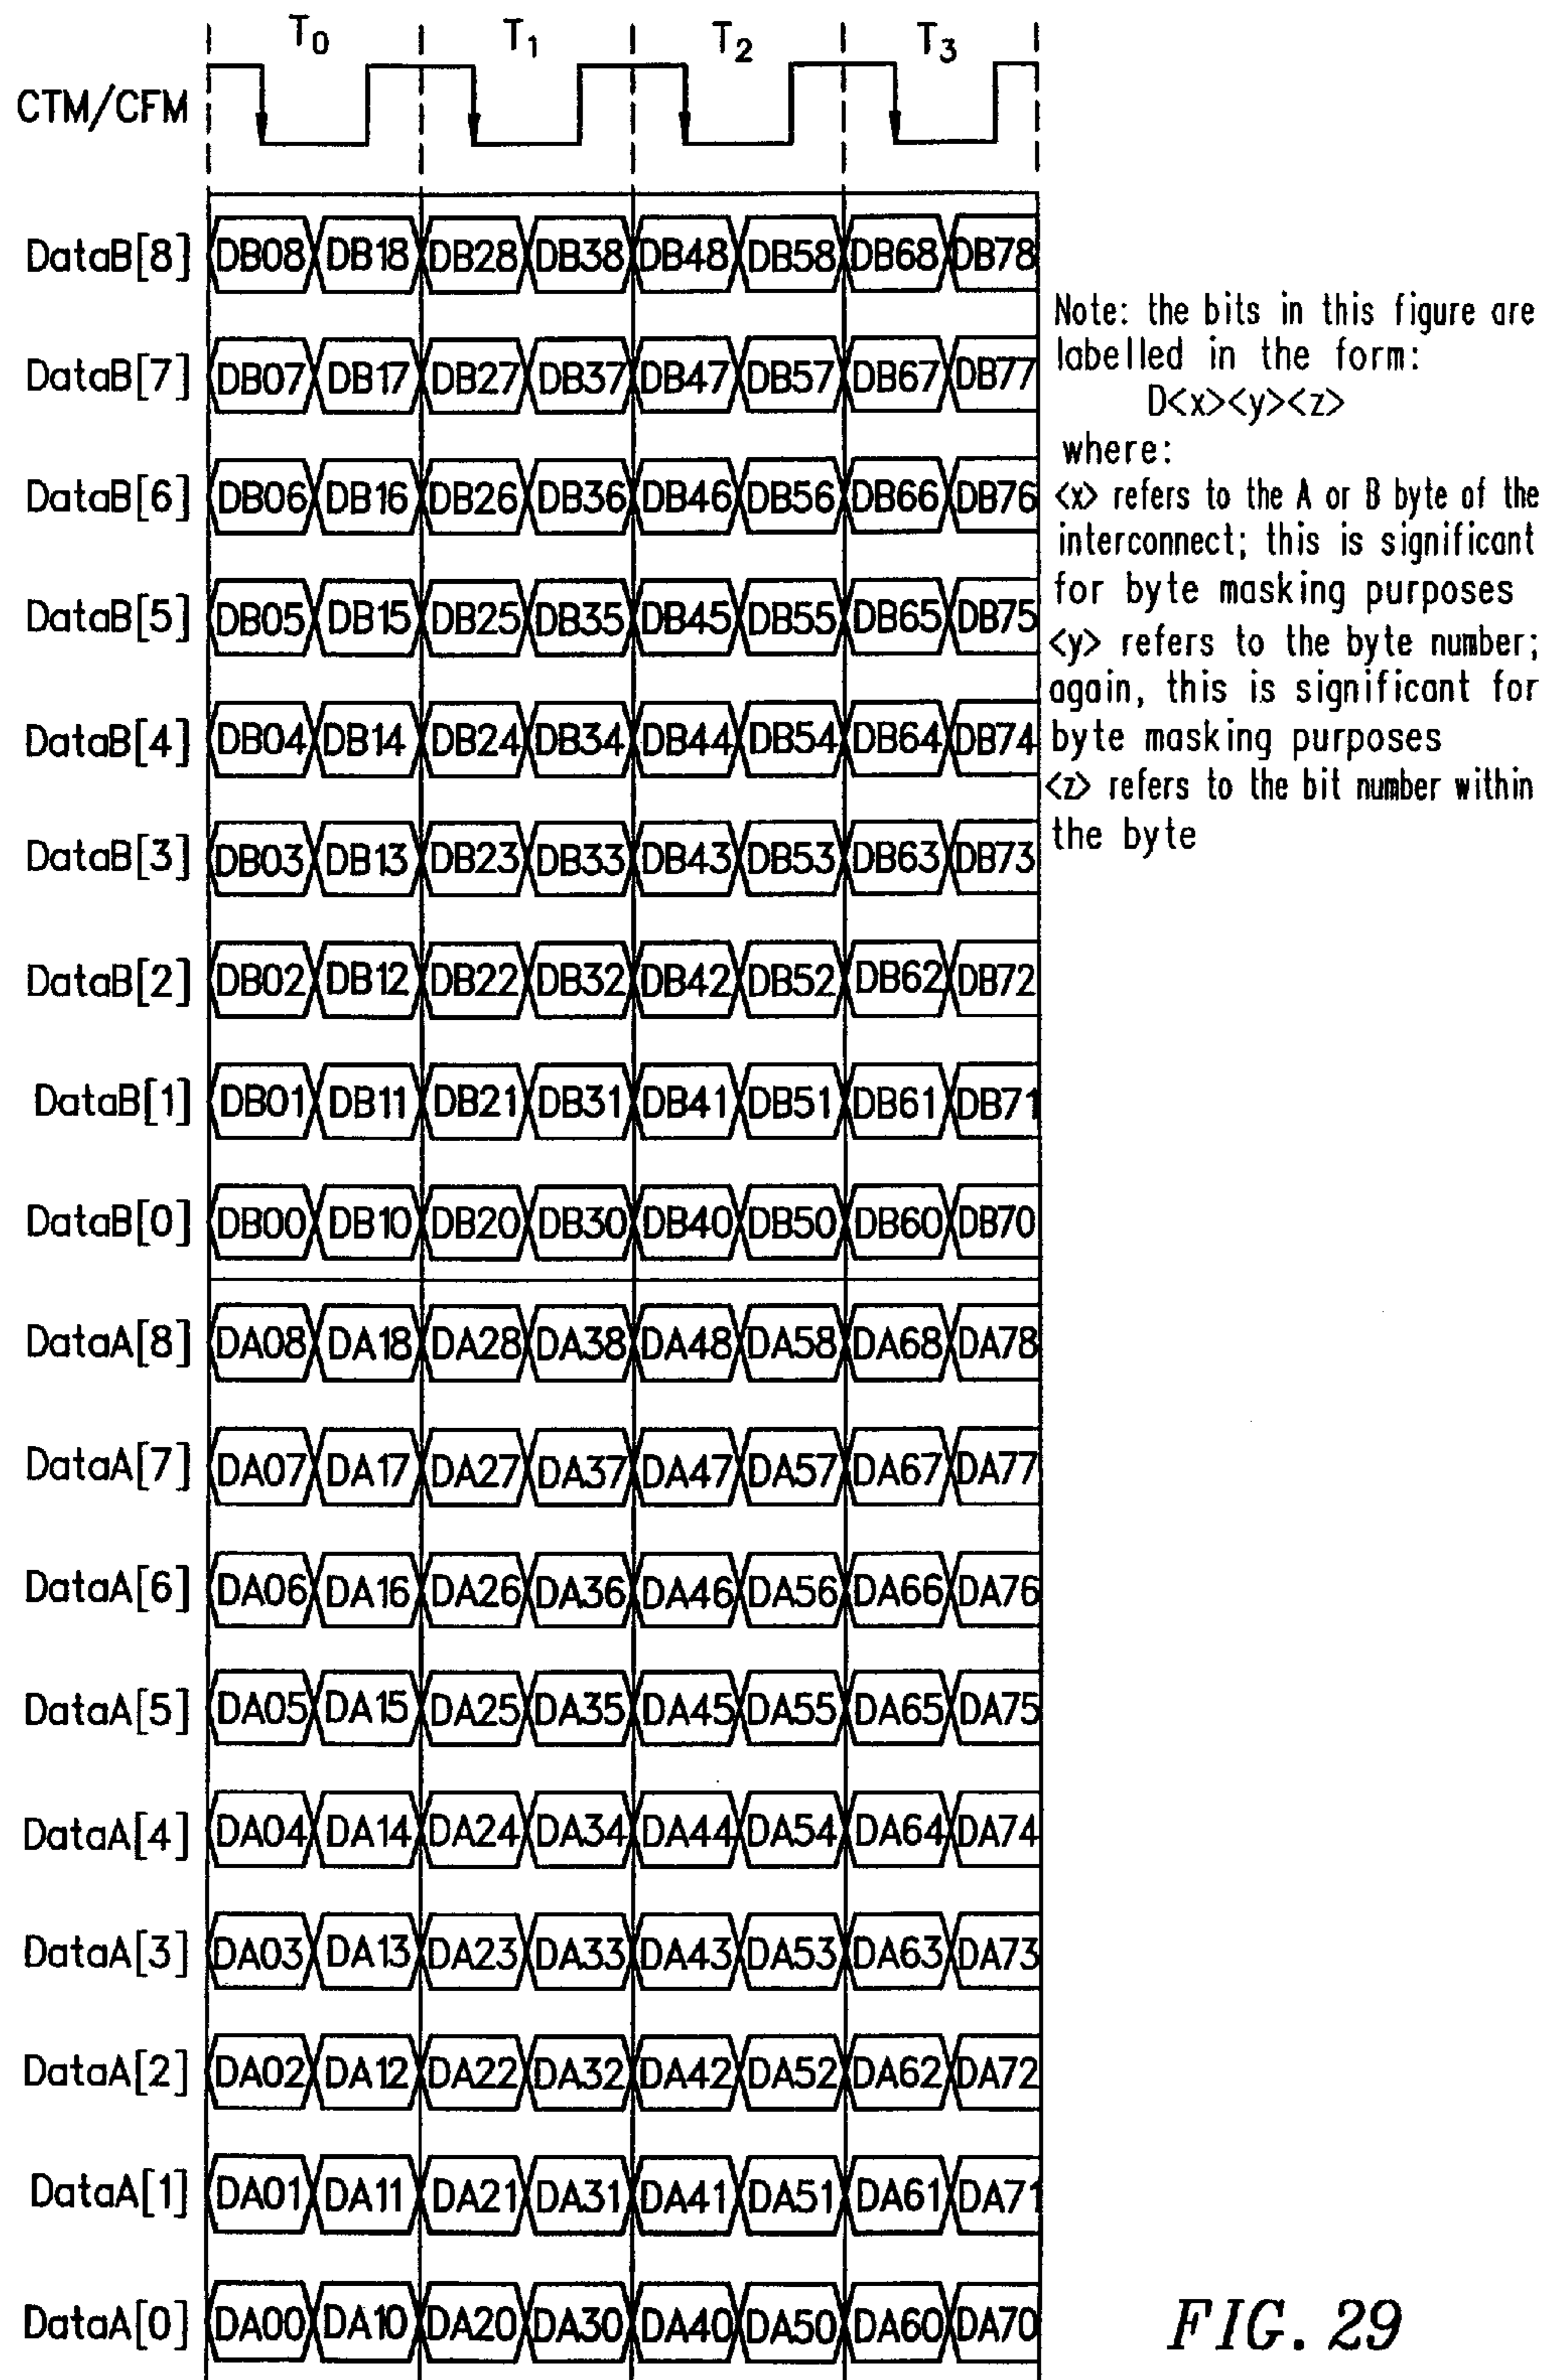 T0 T1 T2 T3
CTM/CFM
DataB[8] DB08 DB18 DB28 DB38 DB48 DB58 DB68 DB78
DataB[7] DB07 DB17 DB27 DB37 DB47 DB57 DB67 DB77
DataB[6] DB06 DB16 DB26 DB36 DB46 DB56 DB66 DB76
DataB[5] DB05 DB15 DB25 DB35 DB45 DB55 DB65 DB75
DataB[4] DB04 DB14 DB24 DB34 DB44 DB54 DB64 DB74
DataB[3] DB03 DB13 DB23 DB33 DB43 DB53 DB63 DB73
DataB[2] DB02 DB12 DB22 DB32 DB42 DB52 DB62 DB72
DataB[1] DB01 DB11 DB21 DB31 DB41 DB51 DB61 DB71
DataB[0] DB00 DB10 DB20 DB30 DB40 DB50 DB60 DB70
DataA[8] DA08 DA18 DA28 DA38 DA48 DA58 DA68 DA78
DataA[7] DA07 DA17 DA27 DA37 DA47 DA57 DA67 DA77
DataA[6] DA06 DA16 DA26 DA36 DA46 DA56 DA66 DA76
DataA[5] DA05 DA15 DA25 DA35 DA45 DA55 DA65 DA75
DataA[4] DA04 DA14 DA24 DA34 DA44 DA54 DA64 DA74
DataA[3] DA03 DA13 DA23 DA33 DA43 DA53 DA63 DA73
DataA[2] DA02 DA12 DA22 DA32 DA42 DA52 DA62 DA72
DataA[1] DA01 DA11 DA21 DA31 DA41 DA51 DA61 DA71
DataA[0] DA00 DA10 DA20 DA30 DA40 DA50 DA60 DA70
Note: the bits in this figure are
labelled in the form:
D<x><y><z>
where:
<x> refers to the A or B byte of the
interconnect; this is significant
for byte masking purposes
<y> refers to the byte number;
again, this is significant for
byte masking purposes
<z> refers to the bit number within
the byte
FIG. 29